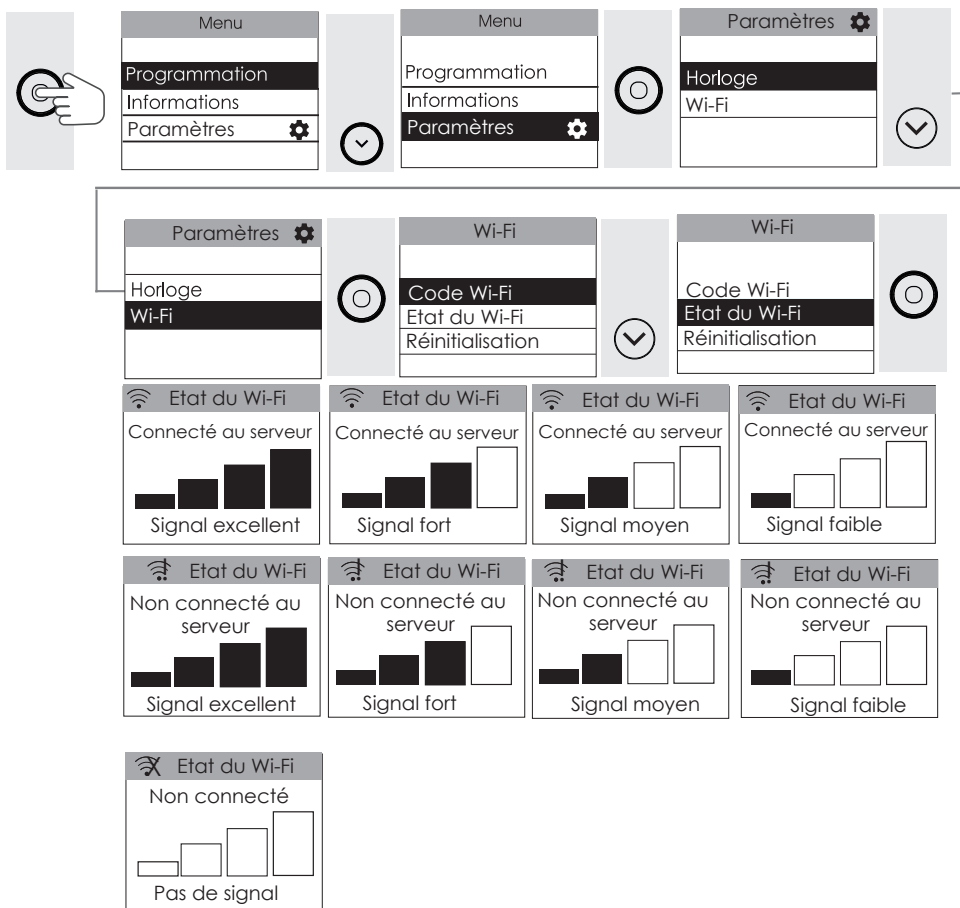 Menu
Programmation
Informations
Paramètres
Menu
Programmation
Informations
Paramètres
Paramètres
Horloge
Wi-Fi
Paramètres
Horloge
Wi-Fi
Wi-Fi
Code Wi-Fi
Etat du Wi-Fi
Réinitialisation
Wi-Fi
Code Wi-Fi
Etat du Wi-Fi
Réinitialisation
Etat du Wi-Fi
Connecté au serveur
Signal excellent
Etat du Wi-Fi
Connecté au serveur
Signal fort
Etat du Wi-Fi
Connecté au serveur
Signal moyen
Etat du Wi-Fi
Connecté au serveur
Signal faible
Etat du Wi-Fi
Non connecté au
serveur
Signal excellent
Etat du Wi-Fi
Non connecté au
serveur
Signal fort
Etat du Wi-Fi
Non connecté au
serveur
Signal moyen
Etat du Wi-Fi
Non connecté au
serveur
Signal faible
Etat du Wi-Fi
Non connecté
Pas de signal